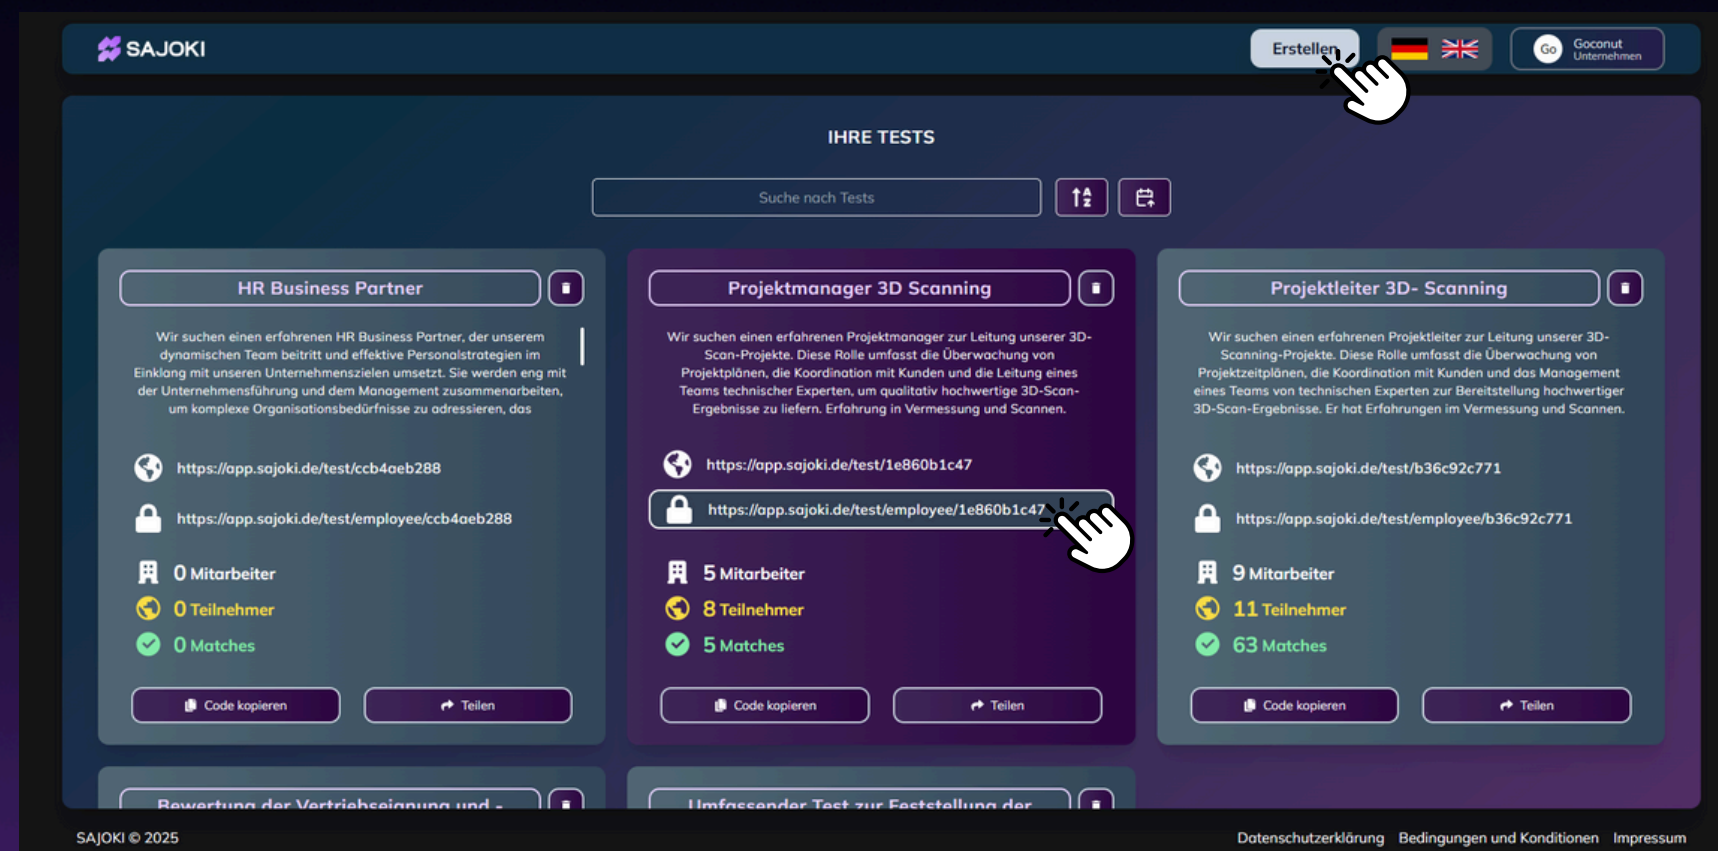 SAJOKI
Erstellen
Go
Goconut
Unternehmen
IHRE TESTS
Suche nach Tests
HR Business Partner
Wir suchen einen erfahrenen HR Business Partner, der unserem
dynamischen Team beitritt und effektive Personalstrategien im
Einklang mit unseren Unternehmenszielen umsetzt. Sie werden eng mit
der Unternehmensführung und dem Management zusammenarbeiten,
um komplexe Organisationsbedürfnisse zu adressieren, das
https://app.sajoki.de/test/ccb4aeb288
https://app.sajoki.de/test/employee/ccb4aeb288
0 Mitarbeiter
0 Teilnehmer
0 Matches
Code kopieren
Teilen
Projektmanager 3D Scanning
Wir suchen einen erfahrenen Projektmanager zur Leitung unserer 3D-
Scan-Projekte. Diese Rolle umfasst die Überwachung von
Projektplänen, die Koordination mit Kunden und die Leitung eines
Teams technischer Experten, um qualitativ hochwertige 3D-Scan-
Ergebnisse zu liefern. Erfahrung in Vermessung und Scannen.
https://app.sajoki.de/test/1e860b1c47
https://app.sajoki.de/test/employee/1e860b1c47
5 Mitarbeiter
8 Teilnehmer
5 Matches
Code kopieren
Teilen
Projektleiter 3D- Scanning
Wir suchen einen erfahrenen Projektleiter zur Leitung unserer 3D-
Scanning-Projekte. Diese Rolle umfasst die Überwachung von
Projektzeitplänen, die Koordination mit Kunden und das Management
eines Teams von technischen Experten zur Bereitstellung hochwertiger
3D-Scan-Ergebnisse. Er hat Erfahrungen im Vermessung und Scannen.
https://app.sajoki.de/test/b36c92c771
https://app.sajoki.de/test/employee/b36c92c771
9 Mitarbeiter
11 Teilnehmer
63 Matches
Code kopieren
Teilen
Bewertung der Vertriebseignung und -
Umfassender Test zur Feststellung der
SAJOKI © 2025
Datenschutzerklärung Bedingungen und Konditionen Impressum